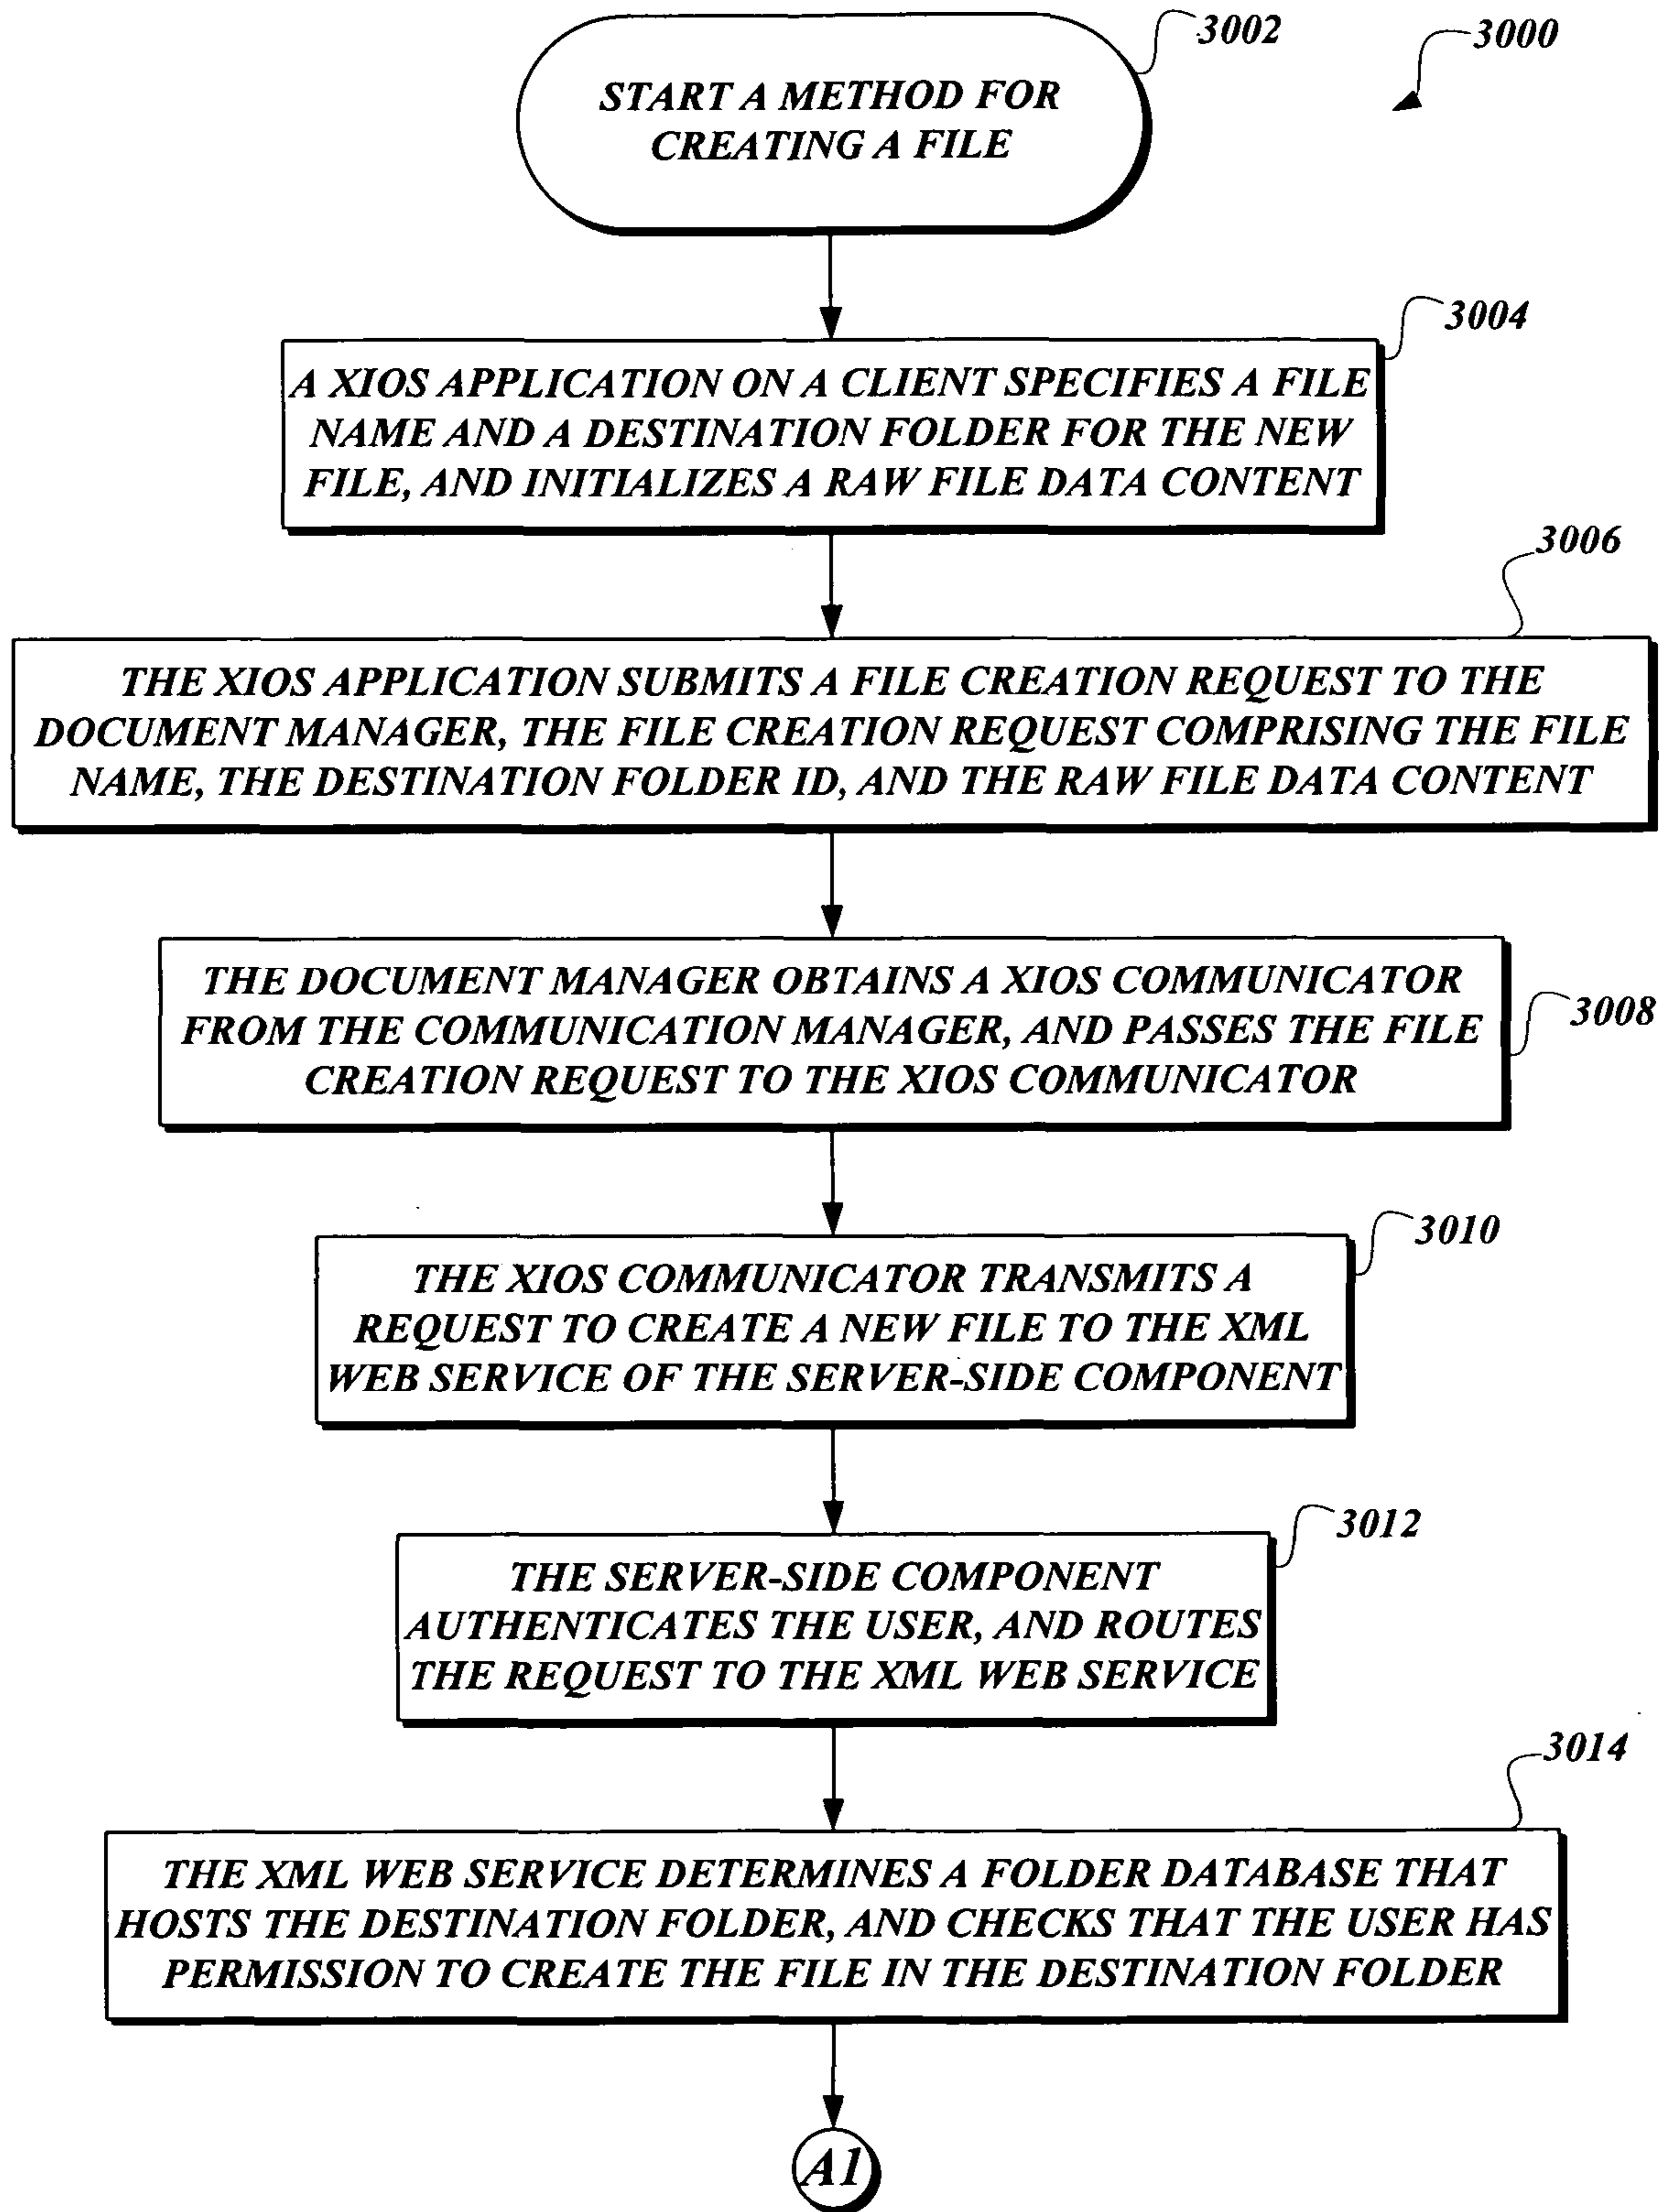 3002
3000
START A METHOD FOR
CREATING A FILE
3004
A XIOS APPLICATION ON A CLIENT SPECIFIES A FILE
NAME AND A DESTINATION FOLDER FOR THE NEW
FILE, AND INITIALIZES A RAW FILE DATA CONTENT
3006
THE XIOS APPLICATION SUBMITS A FILE CREATION REQUEST TO THE
DOCUMENT MANAGER, THE FILE CREATION REQUEST COMPRISING THE FILE
NAME, THE DESTINATION FOLDER ID, AND THE RAW FILE DATA CONTENT
THE DOCUMENT MANAGER OBTAINS A XIOS COMMUNICATOR
FROM THE COMMUNICATION MANAGER, AND PASSES THE FILE
CREATION REQUEST TO THE XIOS COMMUNICATOR
3008
3010
THE XIOS COMMUNICATOR TRANSMITS A
REQUEST TO CREATE A NEW FILE TO THE XML
WEB SERVICE OF THE SERVER-SIDE COMPONENT
3012
THE SERVER-SIDE COMPONENT
AUTHENTICATES THE USER, AND ROUTES
THE REQUEST TO THE XML WEB SERVICE
3014
THE XML WEB SERVICE DETERMINES A FOLDER DATABASE THAT
HOSTS THE DESTINATION FOLDER, AND CHECKS THAT THE USER HAS
PERMISSION TO CREATE THE FILE IN THE DESTINATION FOLDER
A1